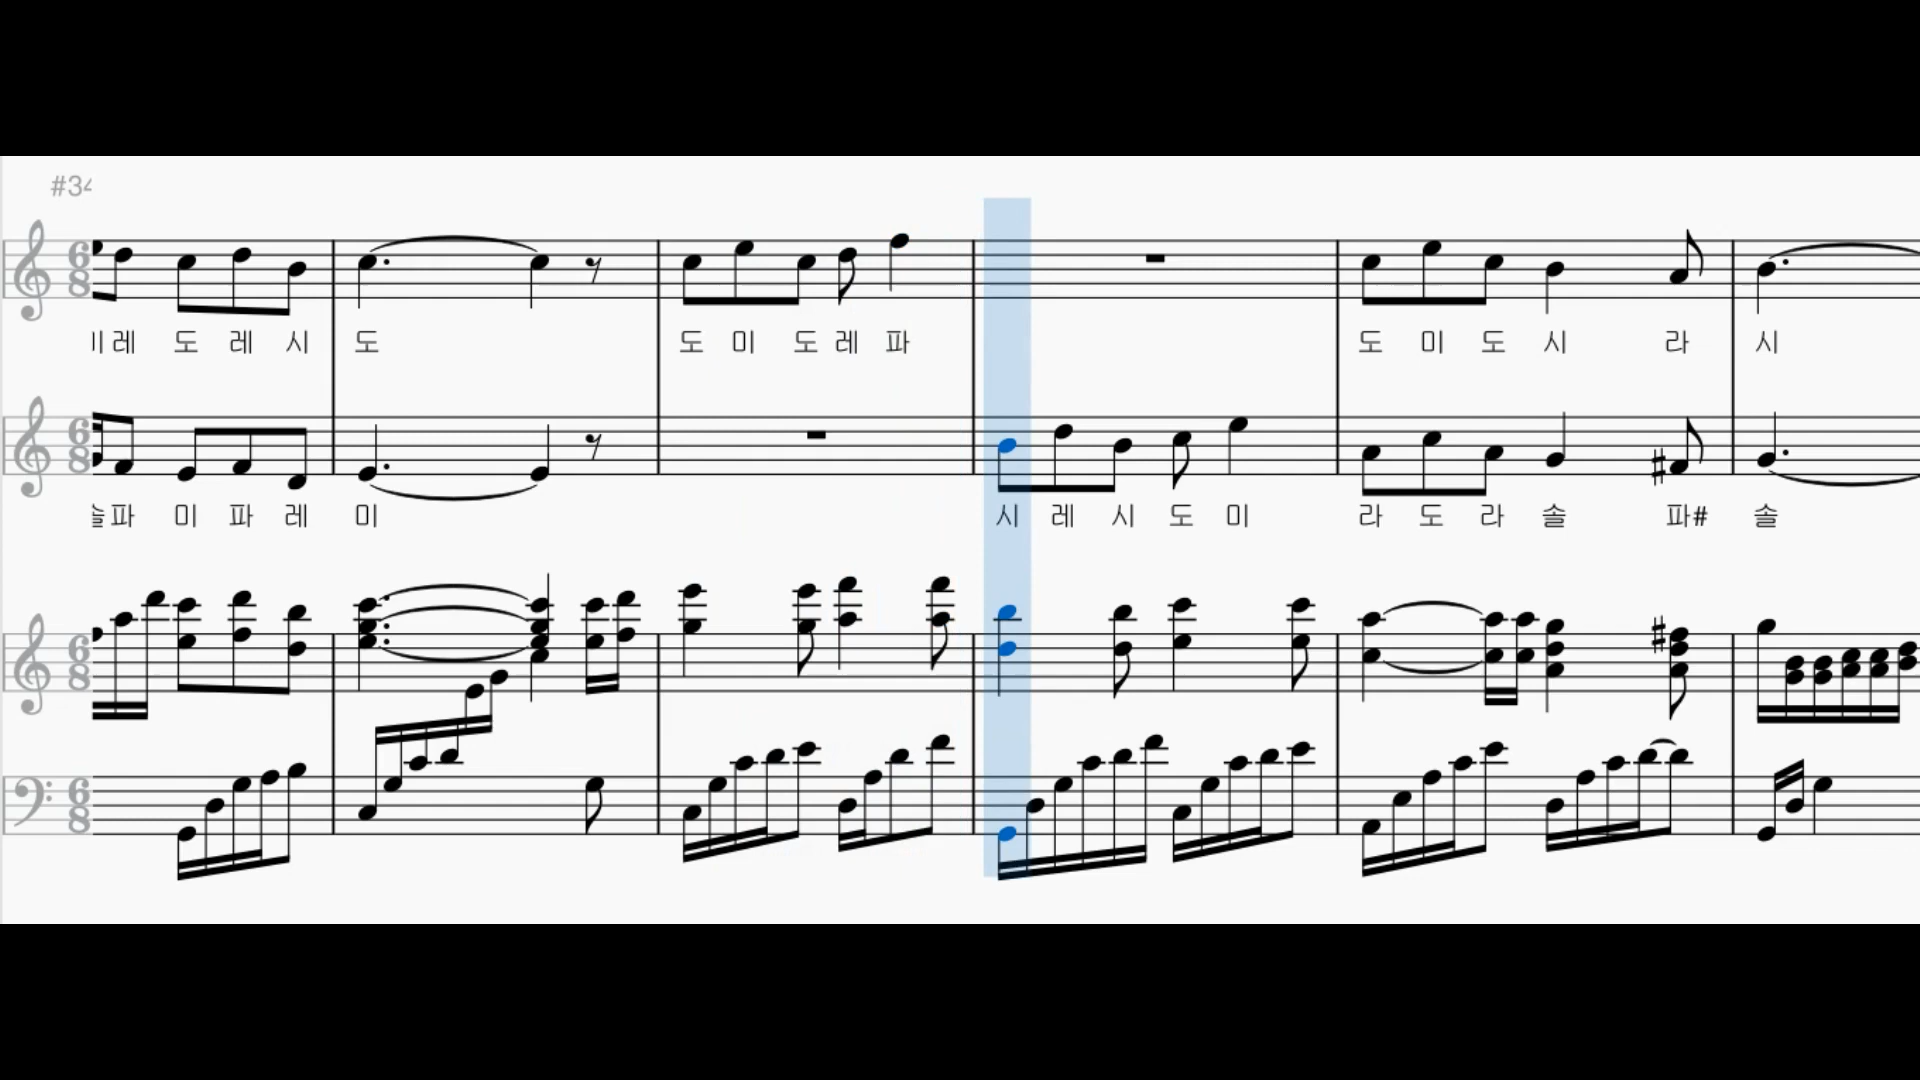 #34
레 도 레 시 도 도 미 도 레 파 도 미 도 시 라 시
파 미 파 레 미 시 레 시 도 미 라 도 라 솔 파# 솔